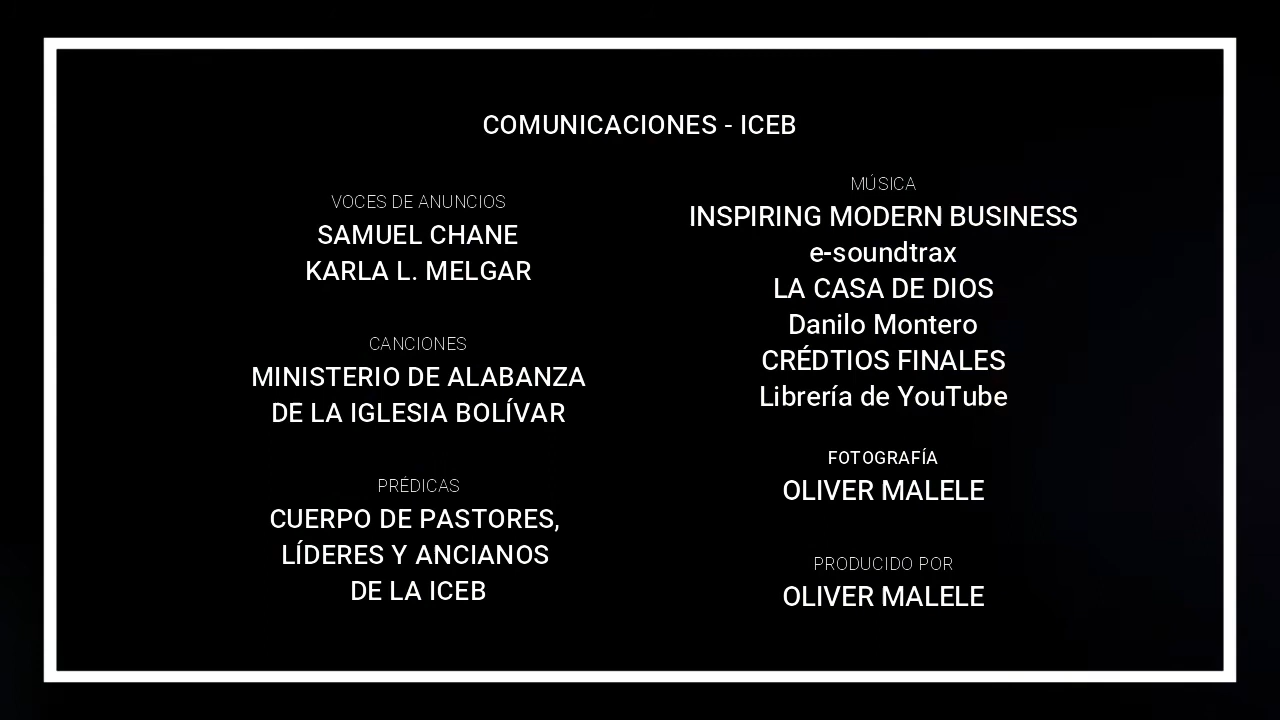 COMUNICACIONES - ICEB
VOCES DE ANUNCIOS
SAMUEL CHANE
KARLA L. MELGAR
CANCIONES
MINISTERIO DE ALABANZA
DE LA IGLESIA BOLÍVAR
PRÉDICAS
CUERPO DE PASTORES,
LÍDERES Y ANCIANOS
DE LA ICEB
MÚSICA
INSPIRING MODERN BUSINESS
e-soundtrax
LA CASA DE DIOS
Danilo Montero
CRÉDTIOS FINALES
Librería de YouTube
FOTOGRAFÍA
OLIVER MALELE
PRODUCIDO POR
OLIVER MALELE